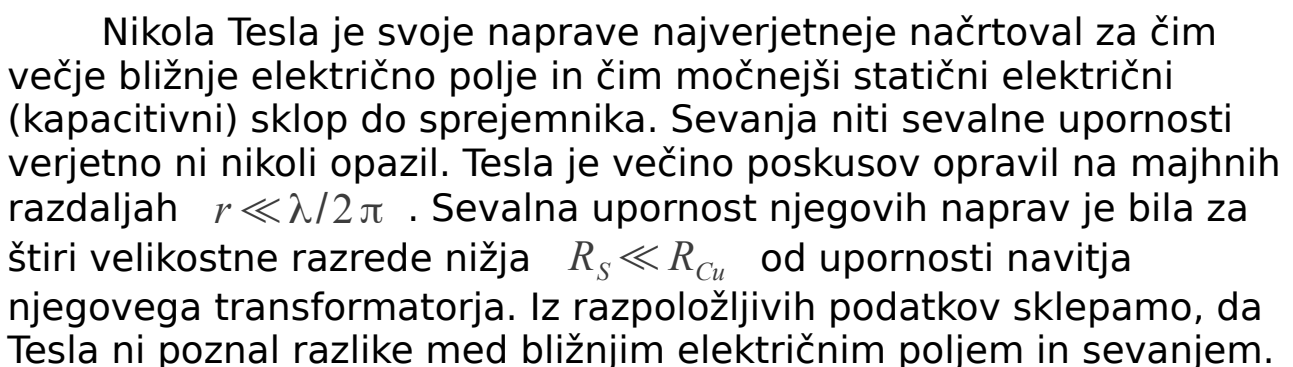 Nikola Tesla je svoje naprave najverjetneje načrtoval za čim
večje bližnje električno polje in čim močnejši statični električni
(kapacitivni) sklop do sprejemnika. Sevanja niti sevalne upornosti
verjetno ni nikoli opazil. Tesla je večino poskusov opravil na majhnih
razdaljah r≪λ/2π . Sevalna upornost njegovih naprav je bila za
štiri velikostne razrede nižja R_S≪R_{Cu} od upornosti navitja
njegovega transformatorja. Iz razpoložljivih podatkov sklepamo, da
Tesla ni poznal razlike med bližnjim električnim poljem in sevanjem.